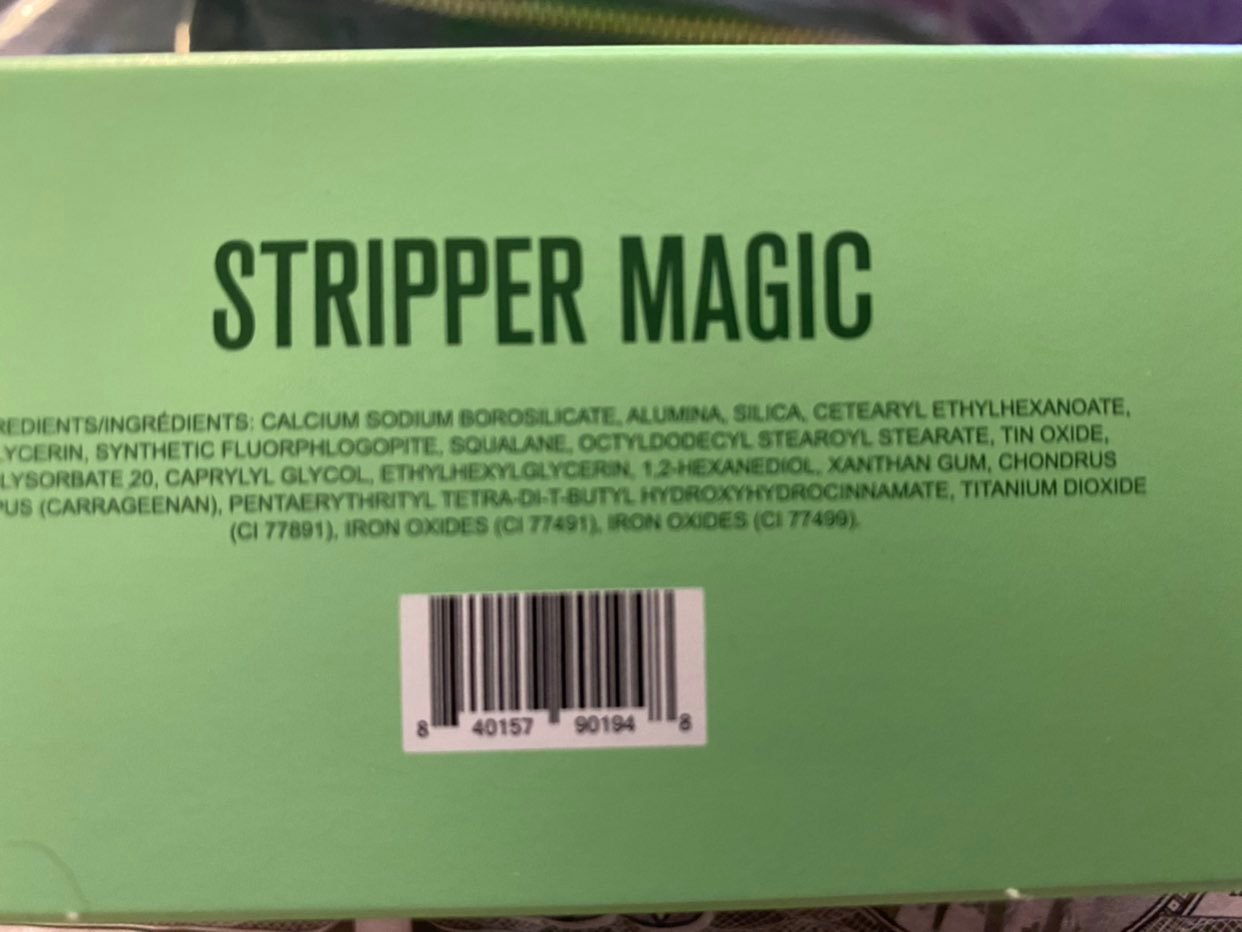 STRIPPER MAGIC
REDIENTS/INGRÉDIENTS: CALCIUM SODIUM BOROSILICATE, ALUMINA, SILICA, CETEARYL ETHYLHEXANOATE,
YCERIN, SYNTHETIC FLUORPHLOGOPITE, SQUALANE, OCTYLDODECYL STEAROYL STEARATE, TIN OXIDE,
LYSORBATE 20, CAPRYLYL GLYCOL, ETHYLHEXYLGLYCERIN, 1,2-HEXANEDIOL, XANTHAN GUM, CHONDRUS
PUS (CARRAGEENAN), PENTAERYTHRITYL TETRA-DI-T-BUTYL HYDROXYHYDROCINNAMATE, TITANIUM DIOXIDE
(CI 77891), IRON OXIDES (CI 77491), IRON OXIDES (CI 77499).
8 40157 90194 8